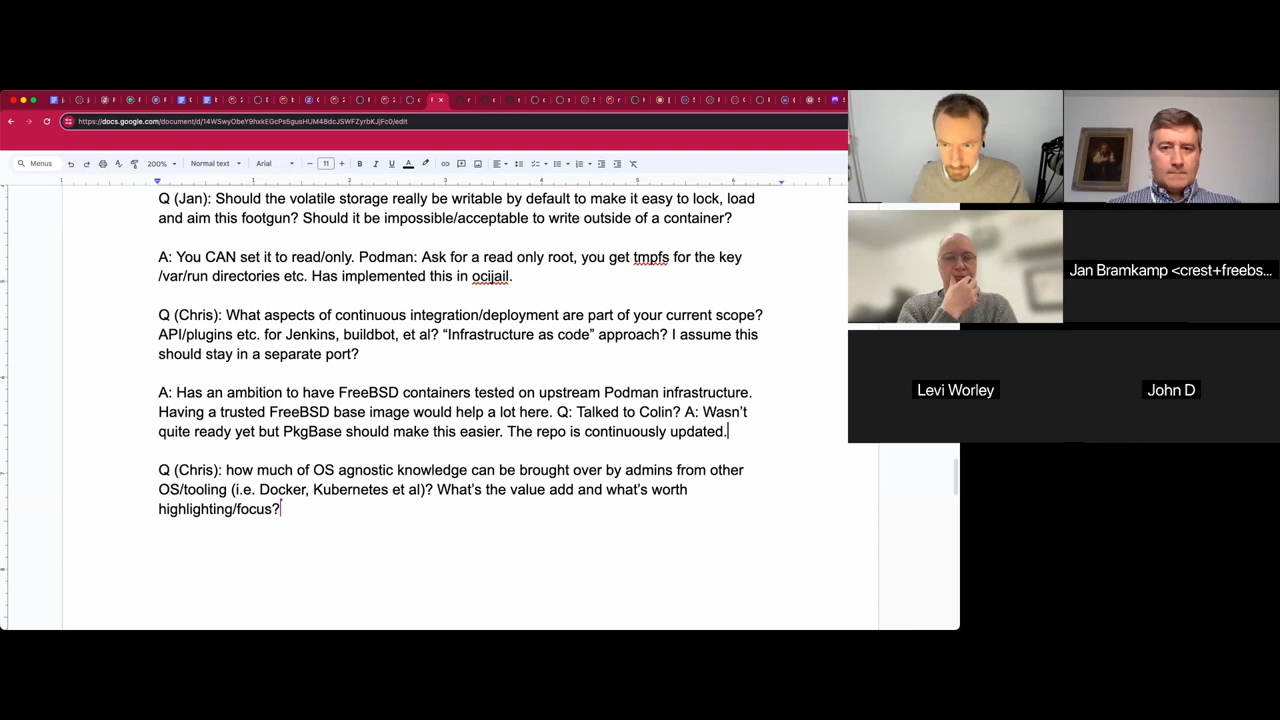 https://docs.google.com/document/d/14WSwyObeY9hxkEGcPs5gusHUM48dcJSWFZyrbKJjFc0/edit
Menus
200%
Normal text
Arial
11
1
1
2
3
4
5
6
7
Q (Jan): Should the volatile storage really be writable by default to make it easy to lock, load
and aim this footgun? Should it be impossible/acceptable to write outside of a container?
A: You CAN set it to read/only. Podman: Ask for a read only root, you get tmpfs for the key
/var/run directories etc. Has implemented this in ocijail.
Q (Chris): What aspects of continuous integration/deployment are part of your current scope?
API/plugins etc. for Jenkins, buildbot, et al? “Infrastructure as code” approach? I assume this
should stay in a separate port?
A: Has an ambition to have FreeBSD containers tested on upstream Podman infrastructure.
Having a trusted FreeBSD base image would help a lot here. Q: Talked to Colin? A: Wasn’t
quite ready yet but PkgBase should make this easier. The repo is continuously updated.
Q (Chris): how much of OS agnostic knowledge can be brought over by admins from other
OS/tooling (i.e. Docker, Kubernetes et al)? What’s the value add and what’s worth
highlighting/focus?
Jan Bramkamp <crest+freebs...
Levi Worley
John D